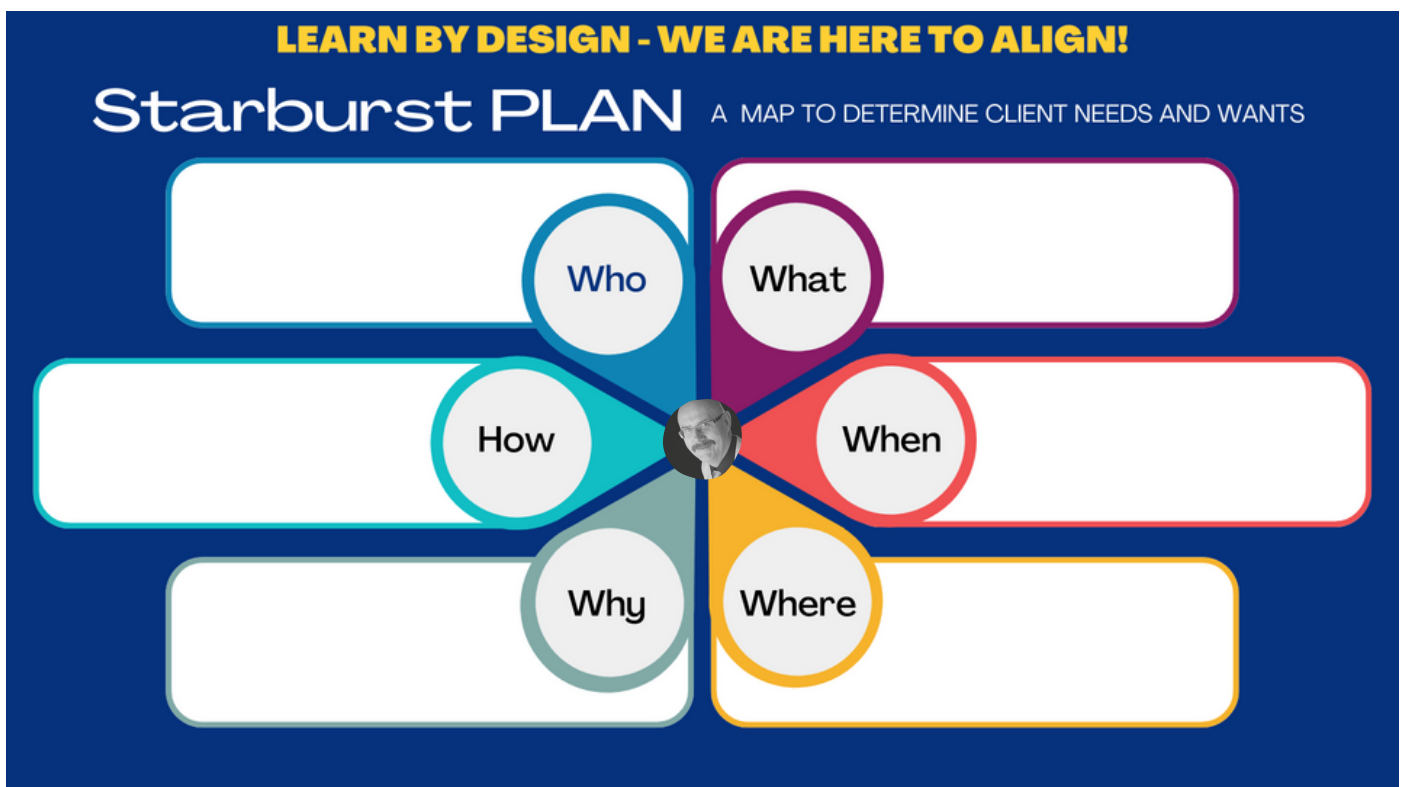 LEARN BY DESIGN - WE ARE HERE TO ALIGN!
Starburst PLAN A MAP TO DETERMINE CLIENT NEEDS AND WANTS
Who
What
How
When
Why
Where